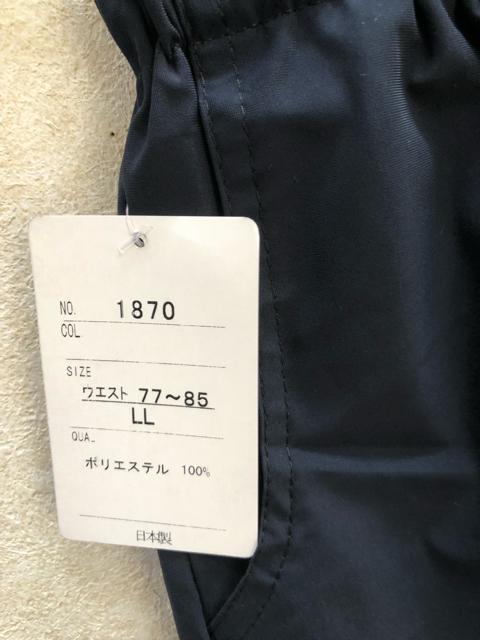 NO. 1870
COL
SIZE
ウエスト 77～85
LL
QUA_
ポリエステル 100%
日本製